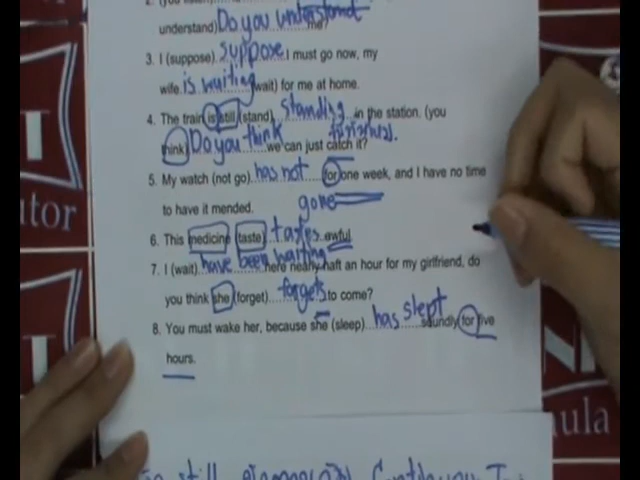 understand) Do you understand me?
3. I (suppose) suppose I must go now, my
wife is waiting (wait) for me at home.
4. The train is still (stand) standing in the station. (you
think) Do you think we can just catch it?
5. My watch (not go) has not for one week, and I have no time
to have it mended. gone
6. This medicine (taste) tastes awful
7. I (wait) have been waiting here nearly haft an hour for my girlfriend, do
you think she (forget) forgets to come?
8. You must wake her, because she (sleep) has slept soundly for five
hours.
utor
ula